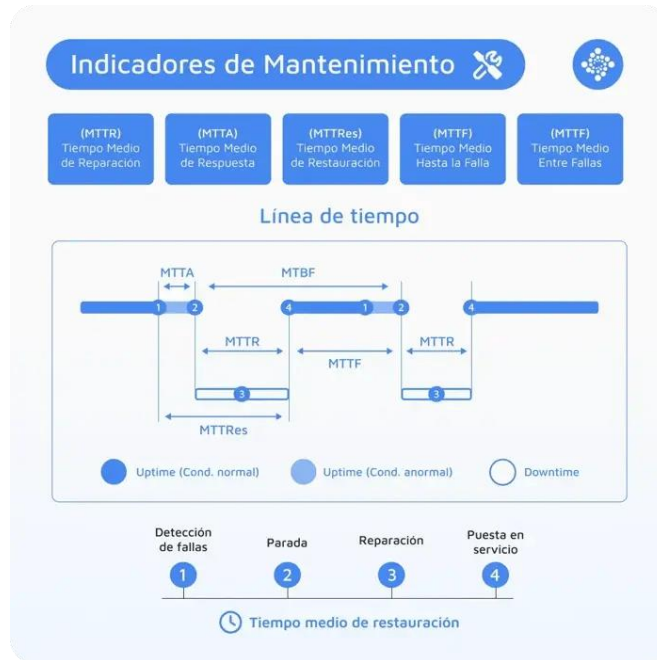 Indicadores de Mantenimiento
(MTTR)
Tiempo Medio
de Reparación
(MTTA)
Tiempo Medio
de Respuesta
(MTTRes)
Tiempo Medio
de Restauración
(MTTF)
Tiempo Medio
Hasta la Falla
(MTTF)
Tiempo Medio
Entre Fallas
Línea de tiempo
MTTA
MTBF
1
2
4
1
2
4
MTTR
MTTF
MTTR
3
3
MTTRes
Uptime (Cond. normal)
Uptime (Cond. anormal)
Downtime
Detección
de fallas
Parada
Reparación
Puesta en
servicio
1
2
3
4
Tiempo medio de restauración